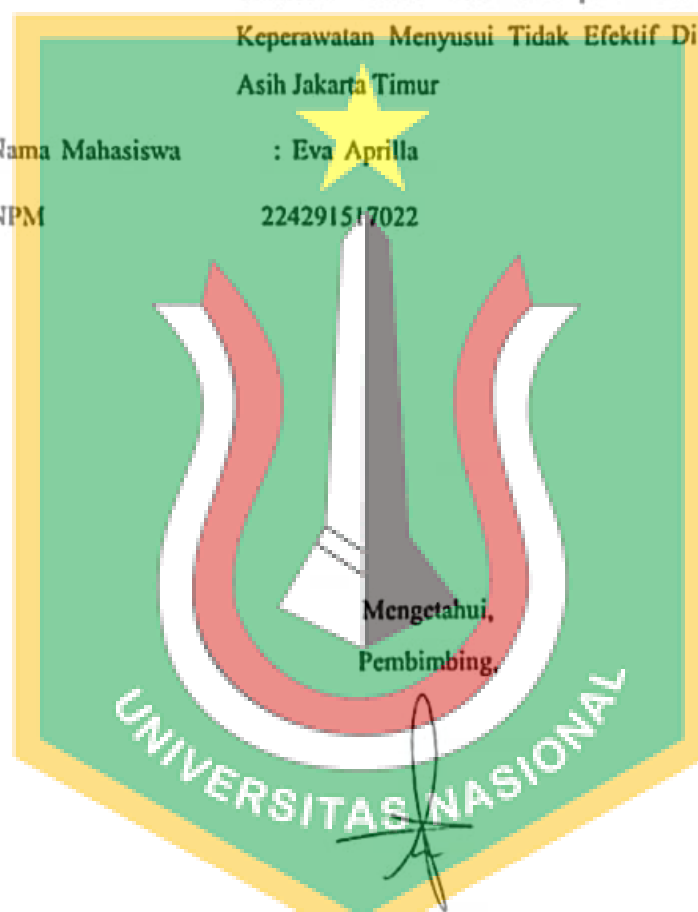 Keperawatan Menyusui Tidak Efektif Di
Asih Jakarta Timur
Nama Mahasiswa : Eva Aprilla
NPM 224291517022
Mengetahui,
Pembimbing,
UNIVERSITAS NASIONAL